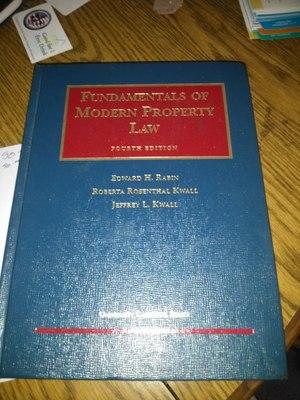 FUNDAMENTALS OF
MODERN PROPERTY
LAW
FOURTH EDITION
EDWARD H. RABIN
ROBERTA ROSENTHAL KWALL
JEFFREY L. KWALL